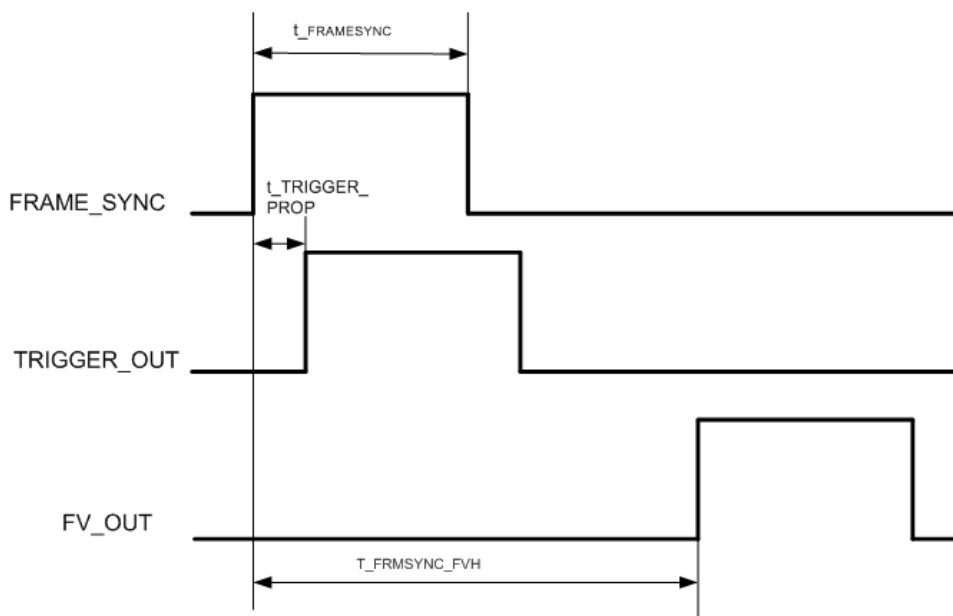 t_FRAMESYNC
FRAME_SYNC
t_TRIGGER_
PROP
TRIGGER_OUT
FV_OUT
T_FRMSYNC_FVH